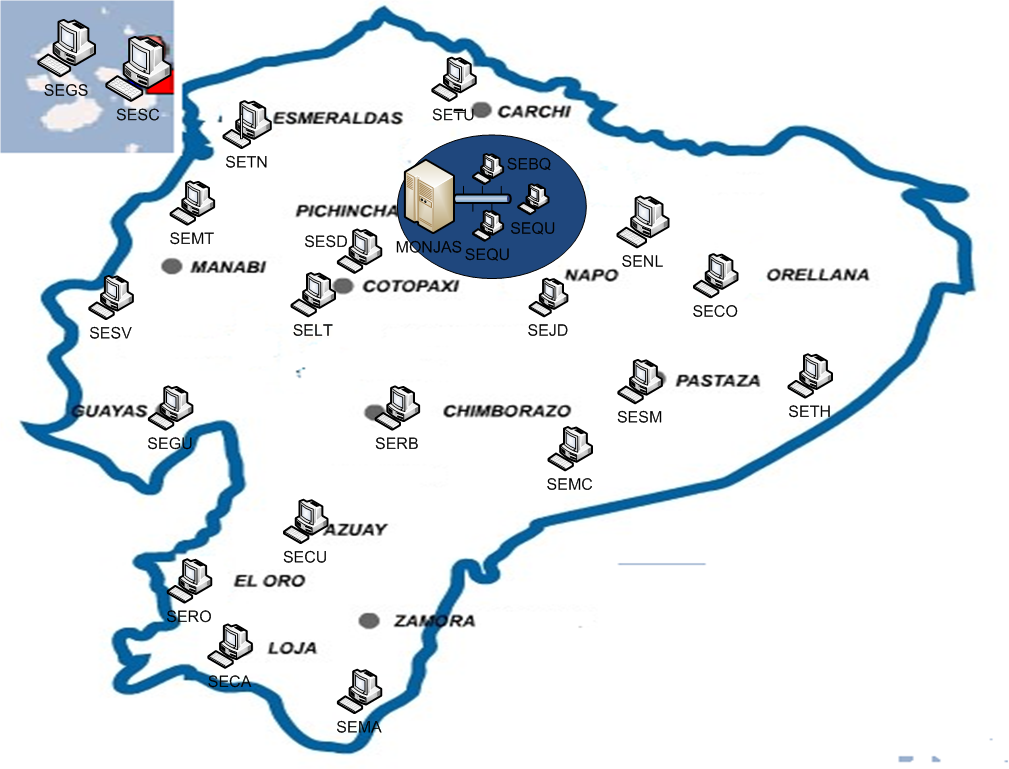 SEGS
SESC
SETU
CARCHI
ESMERALDAS
SETN
SEBQ
PICHINCHA
SEQU
SEMT
SESD
MONJAS
SEQU
SENL
MANABI
NAPO
ORELLANA
COTOPAXI
SECO
SESV
SELT
SEJD
PASTAZA
GUAYAS
CHIMBORAZO
SETH
SESM
SEGU
SERB
SEMC
AZUAY
SECU
EL ORO
SERO
ZAMORA
LOJA
SECA
SEMA